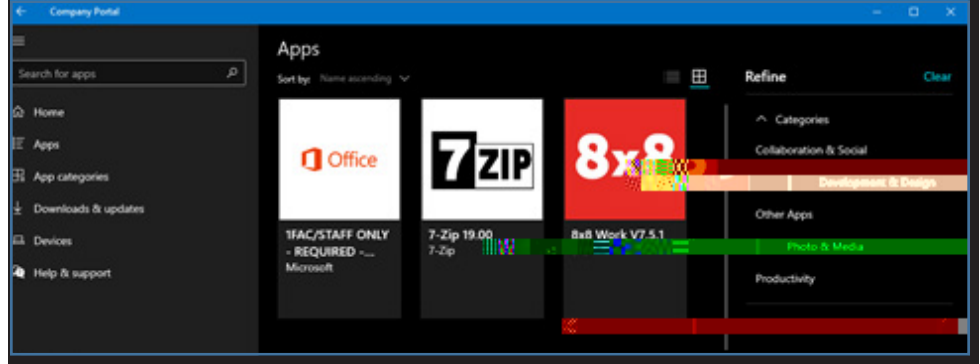 Company Portal
Search for apps
Home
Apps
App categories
Downloads & updates
Devices
Help & support
Apps
Sort by: Name ascending
Office
1FAC/STAFF ONLY
- REQUIRED -...
Microsoft
7 ZIP
7-Zip 19.00
7-Zip
8x8
8x8 Work V7.5.1
Refine
Clear
Categories
Collaboration & Social
Development & Design
Other Apps
Photo & Media
Productivity